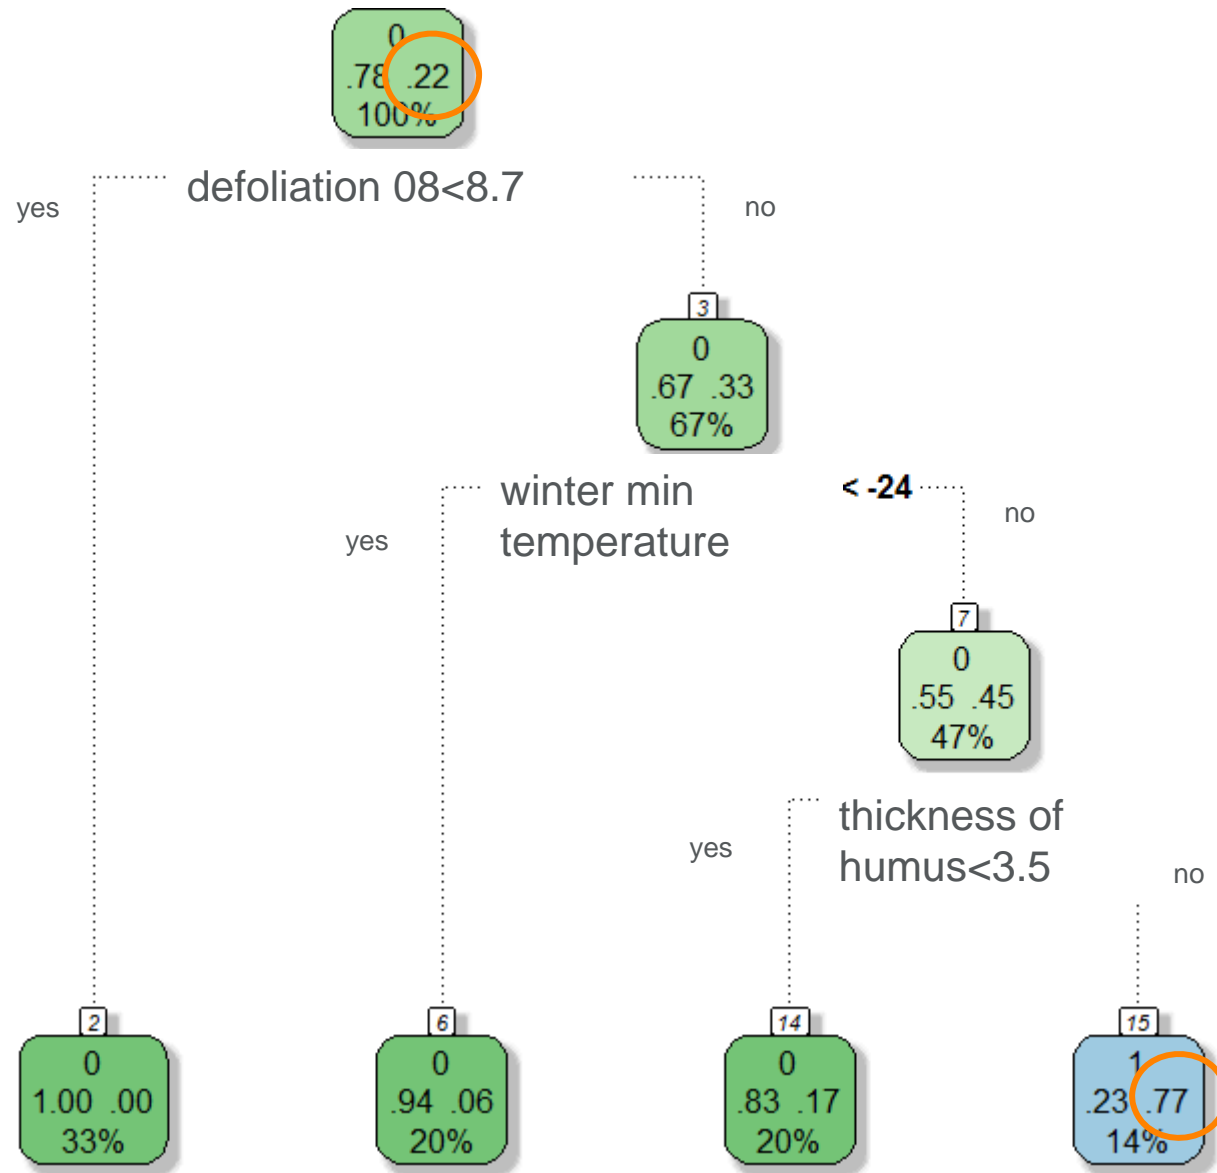 0
.78 .22
100%
defoliation 08<8.7
yes
no
3
0
.67 .33
67%
winter min
temperature
< -24
yes
no
7
0
.55 .45
47%
thickness of
humus<3.5
yes
no
2
0
1.00 .00
33%
6
0
.94 .06
20%
14
0
.83 .17
20%
15
1
.23 .77
14%